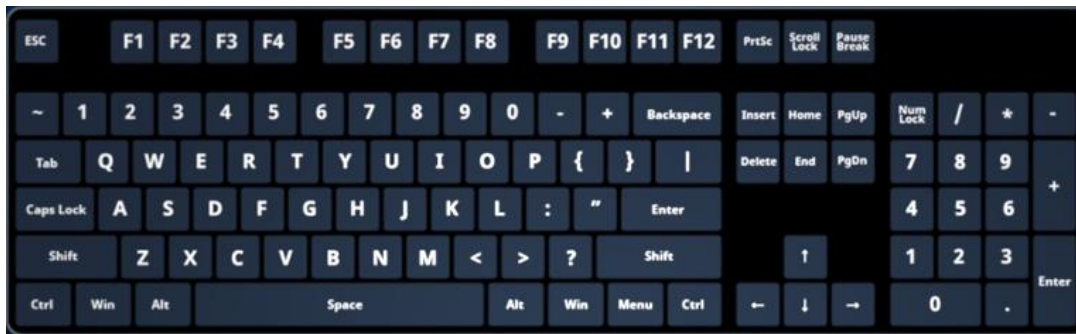 ESC F1 F2 F3 F4 F5 F6 F7 F8 F9 F10 F11 F12 PrtSc Scroll Lock Pause Break
~ 1 2 3 4 5 6 7 8 9 0 - + Backspace Insert Home PgUp Num Lock / * -
Tab Q W E R T Y U I O P { } | Delete End PgDn 7 8 9 +
Caps Lock A S D F G H J K L : " Enter 4 5 6
Shift Z X C V B N M < > ? Shift ↑ 1 2 3 Enter
Ctrl Win Alt Space Alt Win Menu Ctrl ← ↓ → 0 .